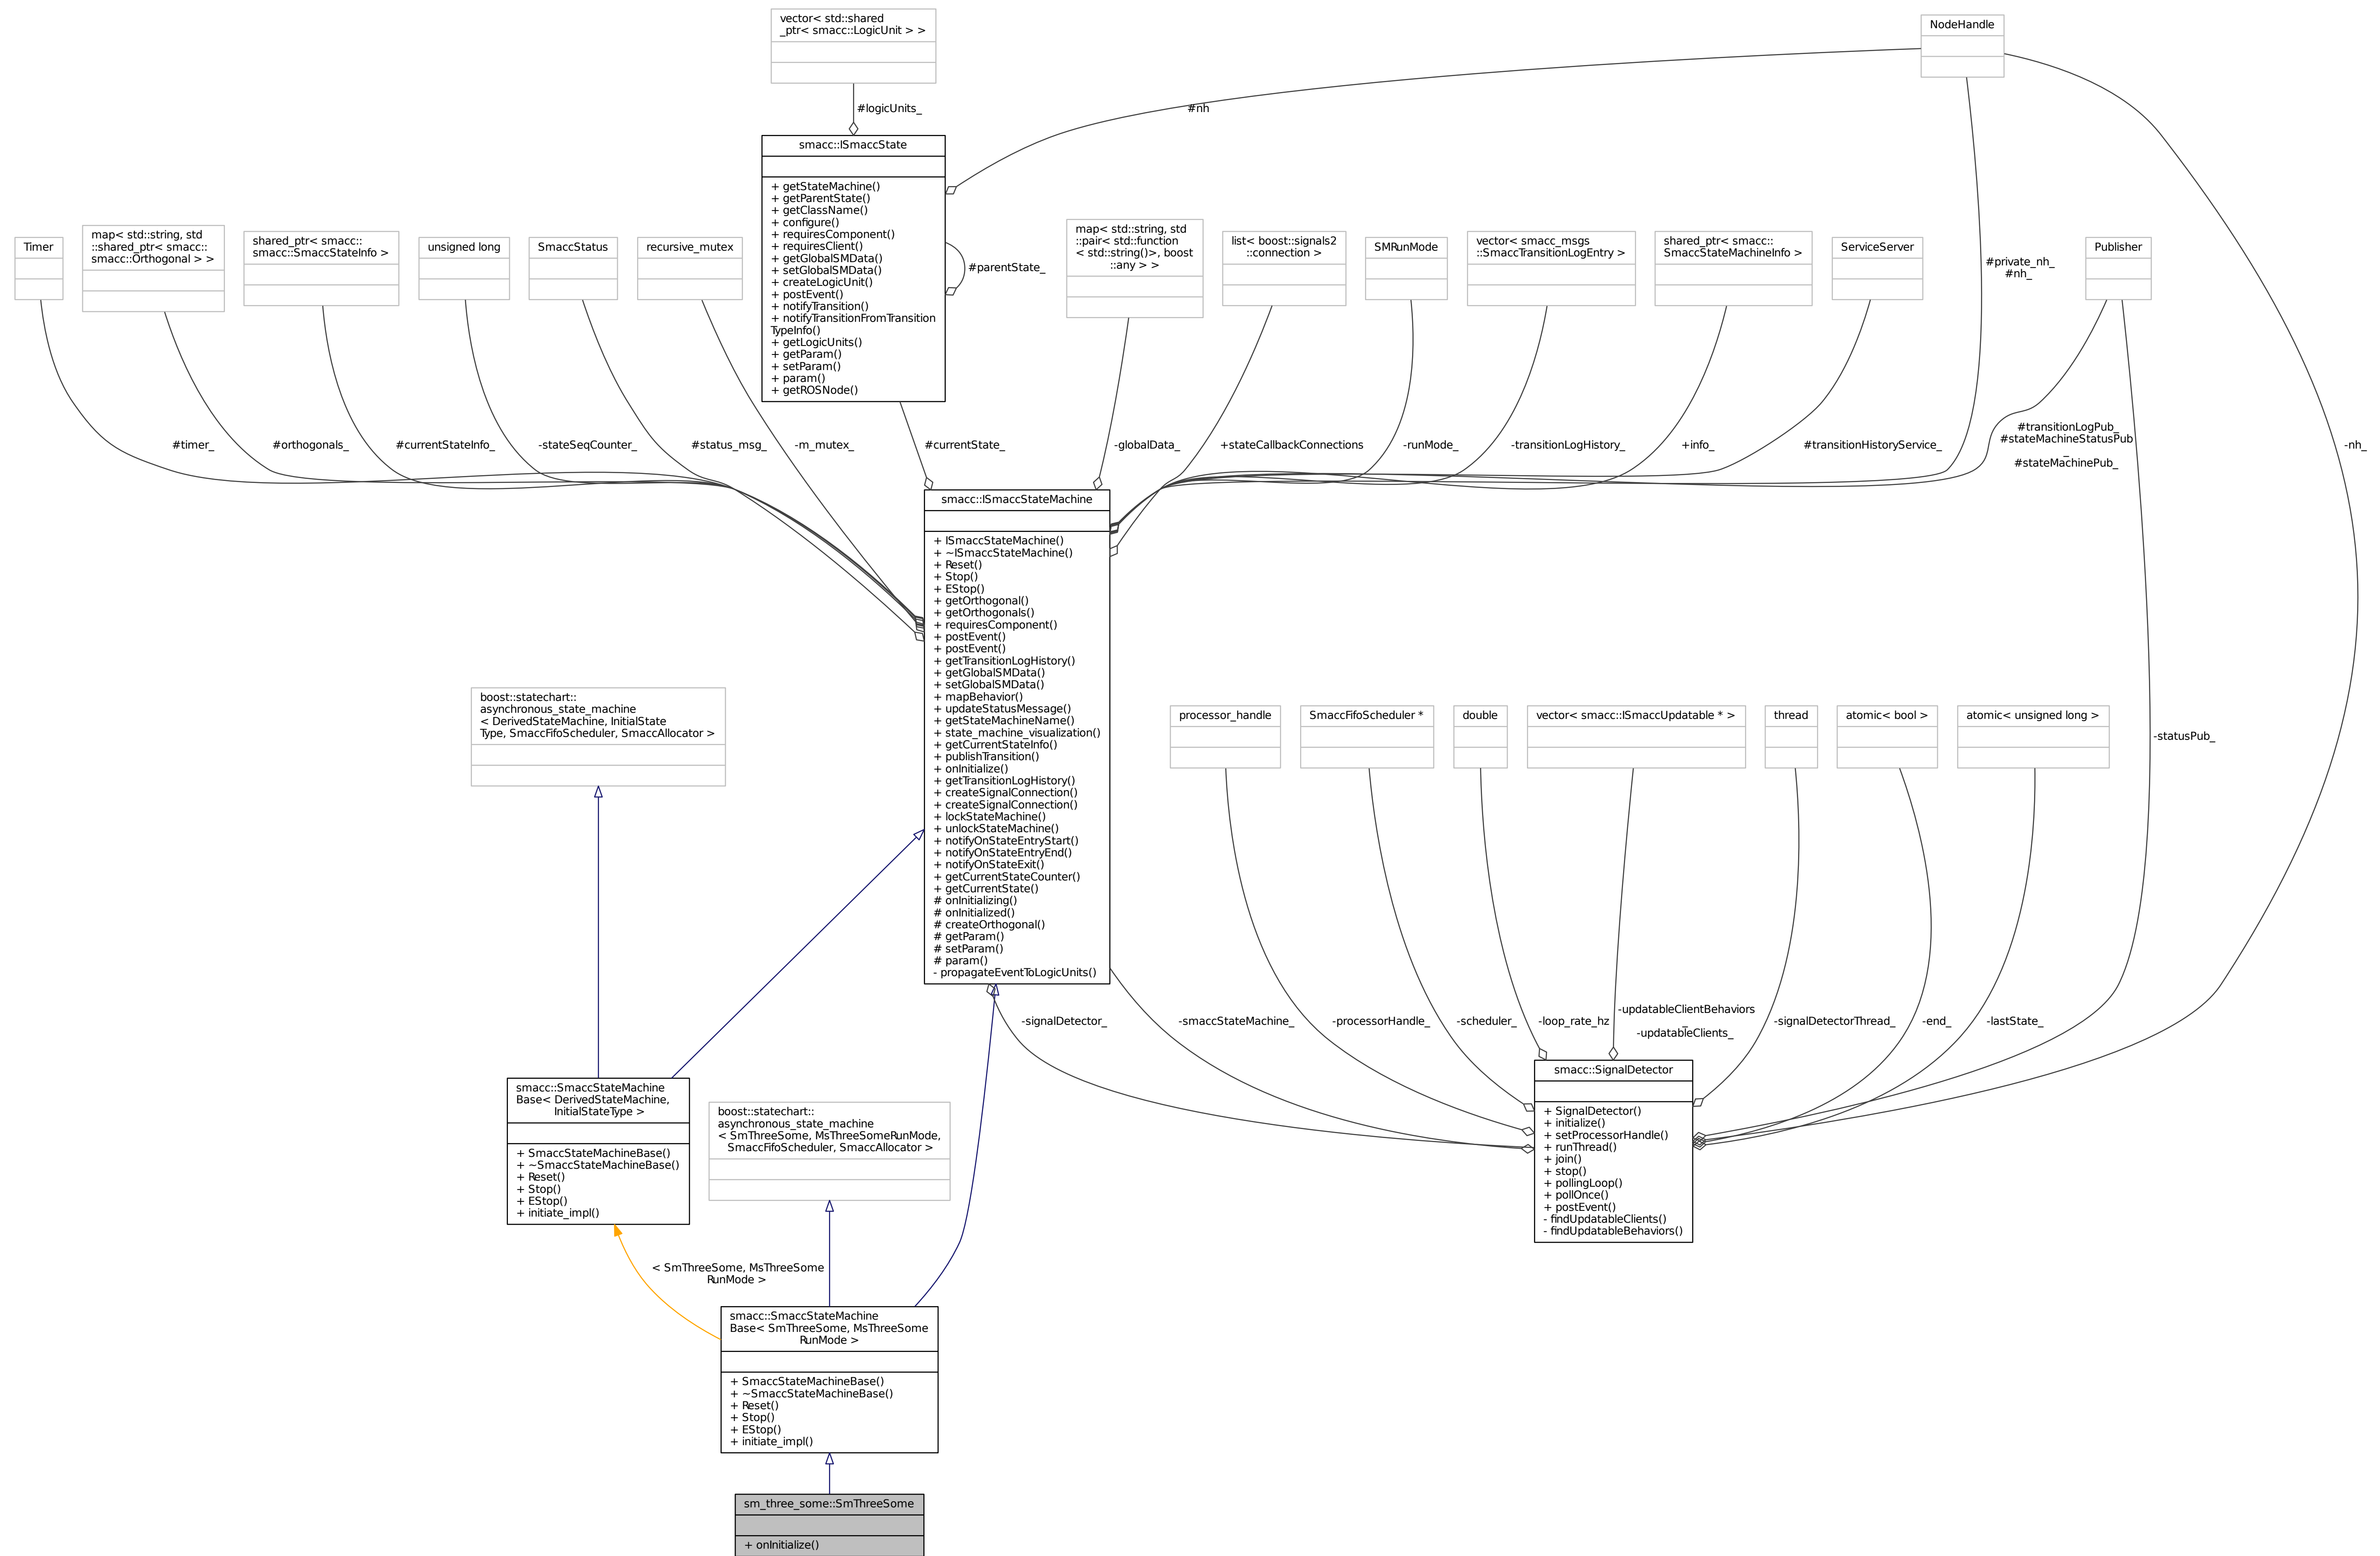 vector< std::shared
_ptr< smacc::LogicUnit > >
NodeHandle
#logicUnits_
#nh
smacc::ISmaccState
+ getStateMachine()
+ getParentState()
+ getClassName()
+ configure()
+ requiresComponent()
+ requiresClient()
+ getGlobalSMData()
+ setGlobalSMData()
+ createLogicUnit()
+ postEvent()
+ notifyTransition()
+ notifyTransitionFromTransition
TypeInfo()
+ getLogicUnits()
+ getParam()
+ setParam()
+ param()
+ getROSNode()
#parentState_
Timer
map< std::string, std
::shared_ptr< smacc::
smacc::Orthogonal > >
shared_ptr< smacc::
smacc::SmaccStateInfo >
unsigned long
SmaccStatus
recursive_mutex
map< std::string, std
::pair< std::function
< std::string()>, boost
::any > >
list< boost::signals2
::connection >
SMRunMode
vector< smacc_msgs
::SmaccTransitionLogEntry >
shared_ptr< smacc::
SmaccStateMachineInfo >
ServiceServer
#private_nh_
#nh_
Publisher
#timer_
#orthogonals_
#currentStateInfo_
-stateSeqCounter_
#status_msg_
-m_mutex_
#currentState_
-globalData_
+stateCallbackConnections
-runMode_
-transitionLogHistory_
+info_
#transitionHistoryService_
#transitionLogPub_
#stateMachineStatusPub
_
#stateMachinePub_
-nh_
smacc::ISmaccStateMachine
+ ISmaccStateMachine()
+ ~ISmaccStateMachine()
+ Reset()
+ Stop()
+ EStop()
+ getOrthogonal()
+ getOrthogonals()
+ requiresComponent()
+ postEvent()
+ postEvent()
+ getTransitionLogHistory()
+ getGlobalSMData()
+ setGlobalSMData()
+ mapBehavior()
+ updateStatusMessage()
+ getStateMachineName()
+ state_machine_visualization()
+ getCurrentStateInfo()
+ publishTransition()
+ onInitialize()
+ getTransitionLogHistory()
+ createSignalConnection()
+ createSignalConnection()
+ lockStateMachine()
+ unlockStateMachine()
+ notifyOnStateEntryStart()
+ notifyOnStateEntryEnd()
+ notifyOnStateExit()
+ getCurrentStateCounter()
+ getCurrentState()
# onInitializing()
# onInitialized()
# createOrthogonal()
# getParam()
# setParam()
# param()
- propagateEventToLogicUnits()
boost::statechart::
asynchronous_state_machine
< DerivedStateMachine, InitialState
Type, SmaccFifoScheduler, SmaccAllocator >
processor_handle
SmaccFifoScheduler *
double
vector< smacc::ISmaccUpdatable * >
thread
atomic< bool >
atomic< unsigned long >
-statusPub_
-signalDetector_
-smaccStateMachine_
-processorHandle_
-scheduler_
-loop_rate_hz
-updatableClientBehaviors
_
-updatableClients_
-signalDetectorThread_
-end_
-lastState_
smacc::SignalDetector
+ SignalDetector()
+ initialize()
+ setProcessorHandle()
+ runThread()
+ join()
+ stop()
+ pollingLoop()
+ pollOnce()
+ postEvent()
- findUpdatableClients()
- findUpdatableBehaviors()
smacc::SmaccStateMachine
Base< DerivedStateMachine,
InitialStateType >
+ SmaccStateMachineBase()
+ ~SmaccStateMachineBase()
+ Reset()
+ Stop()
+ EStop()
+ initiate_impl()
boost::statechart::
asynchronous_state_machine
< SmThreeSome, MsThreeSomeRunMode,
SmaccFifoScheduler, SmaccAllocator >
< SmThreeSome, MsThreeSome
RunMode >
smacc::SmaccStateMachine
Base< SmThreeSome, MsThreeSome
RunMode >
+ SmaccStateMachineBase()
+ ~SmaccStateMachineBase()
+ Reset()
+ Stop()
+ EStop()
+ initiate_impl()
sm_three_some::SmThreeSome
+ onInitialize()